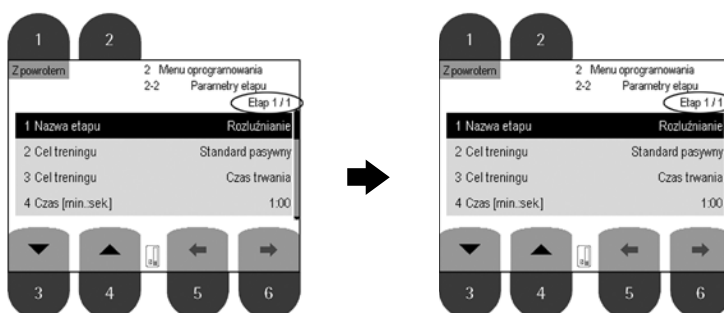 1 2
Z powrotem
2 Menu oprogramowania
2-2 Parametry etapu
Etap 1 / 1
1 Nazwa etapu Rozluźnianie
2 Cel treningu Standard pasywny
3 Cel treningu Czas trwania
4 Czas [min.:sek.] 1:00
3 4 5 6
1 2
Z powrotem
2 Menu oprogramowania
2-2 Parametry etapu
Etap 1 / 1
1 Nazwa etapu Rozluźnianie
2 Cel treningu Standard pasywny
3 Cel treningu Czas trwania
4 Czas [min.:sek.] 1:00
3 4 5 6